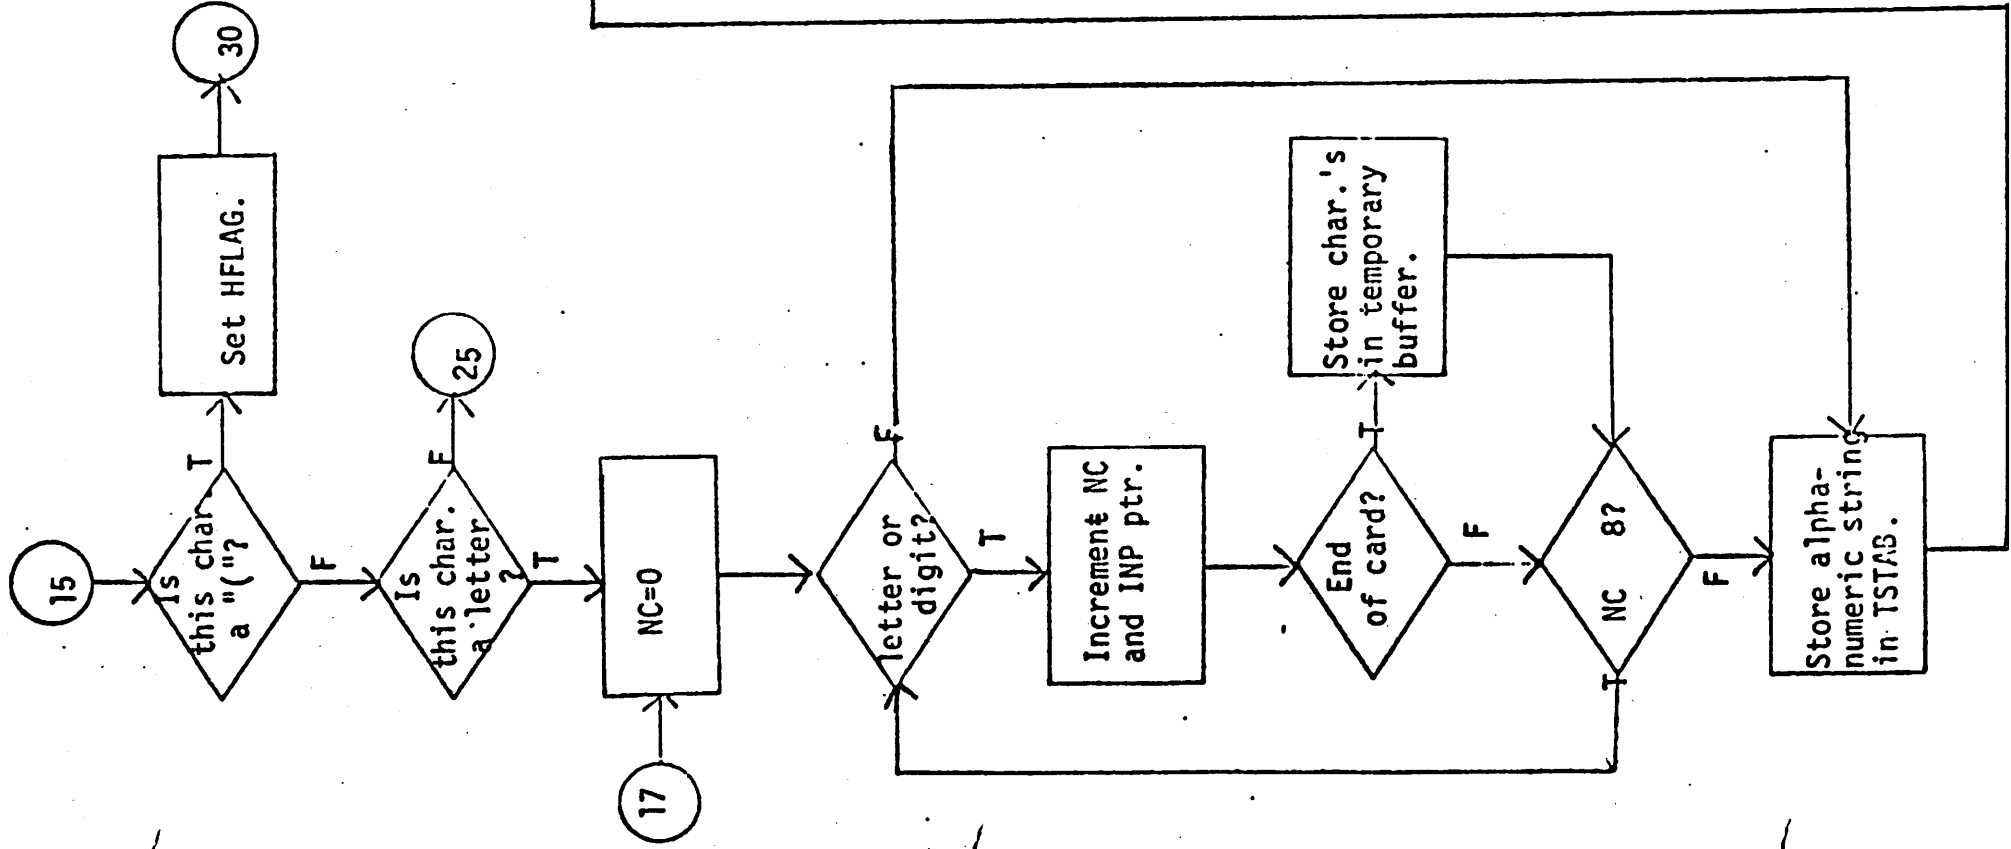 15
Is
this char.
a "("?
T
Set HFLAG.
30
F
Is
this char.
a letter
?
F
25
T
17
NC=0
letter or
digit?
F
T
Increment NC
and INP ptr.
End
of card?
T
Store char.'s
in temporary
buffer.
F
NC 8?
T
F
Store alpha-
numeric string
in TSTAB.